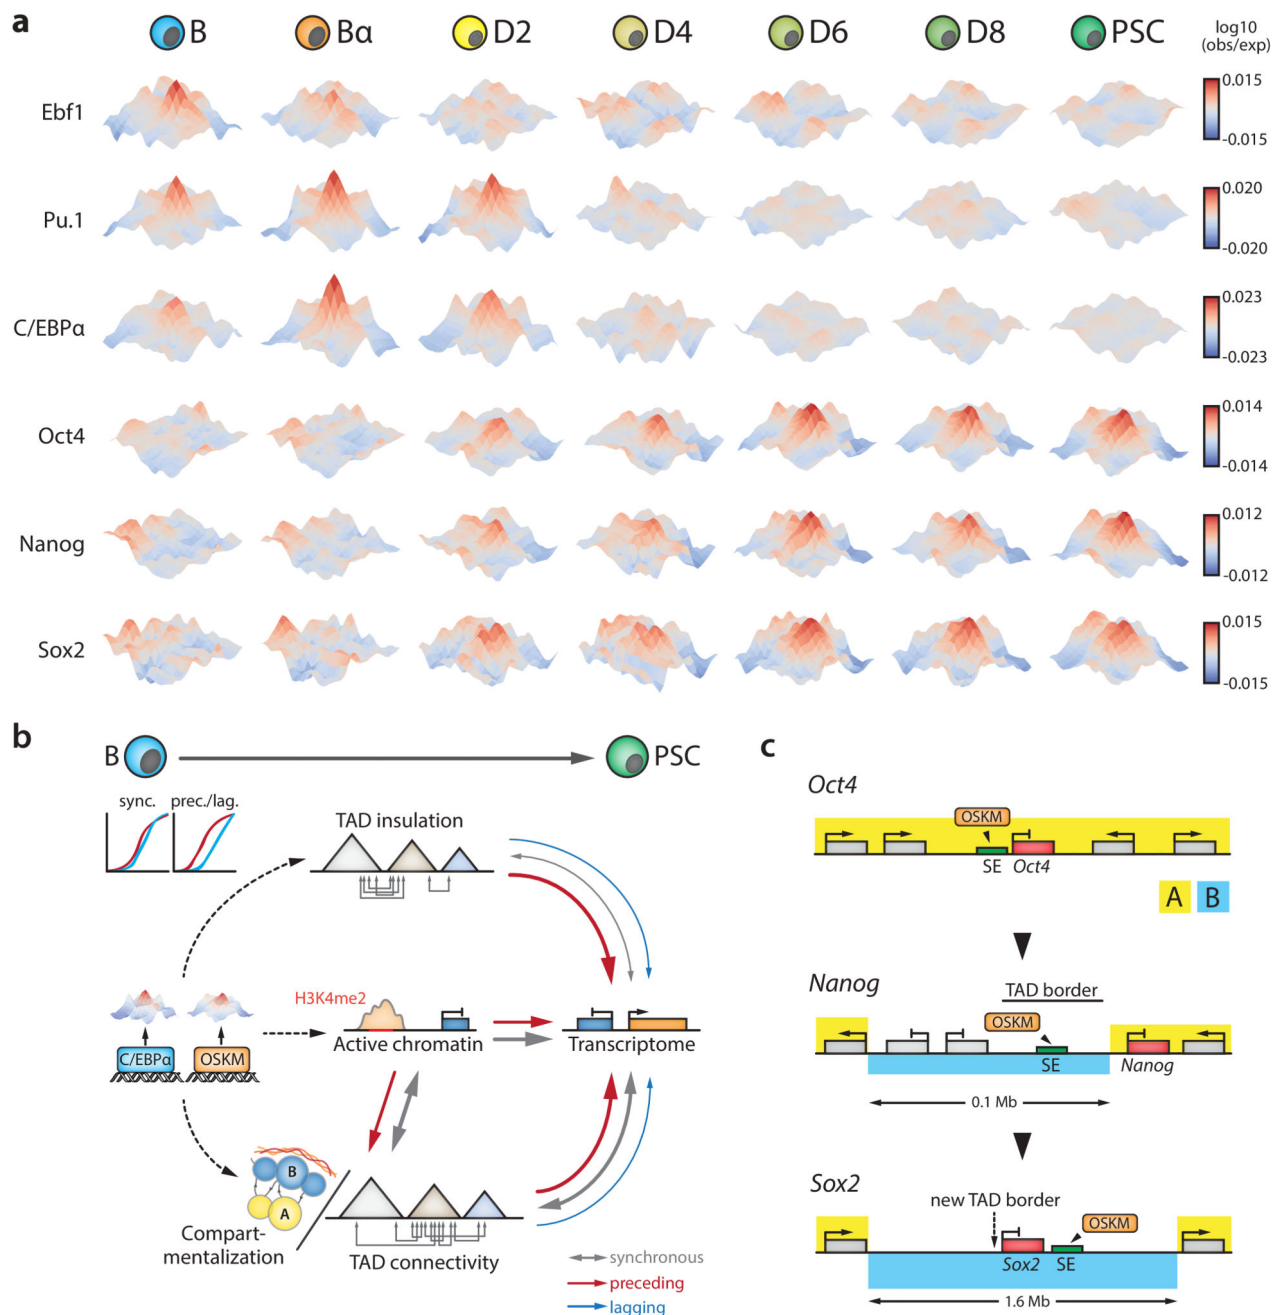 a
B
Bα
D2
D4
D6
D8
PSC
log10
(obs/exp)
Ebf1
0.015
-0.015
Pu.1
0.020
-0.020
C/EBPα
0.023
-0.023
Oct4
0.014
-0.014
Nanog
0.012
-0.012
Sox2
0.015
-0.015
b
B
PSC
sync.
prec./lag.
TAD insulation
H3K4me2
Active chromatin
Transcriptome
C/EBPα
OSKM
B
A
Compart-
mentalization
TAD connectivity
synchronous
preceding
lagging
c
Oct4
OSKM
SE
Oct4
A
B
Nanog
TAD border
OSKM
SE
Nanog
0.1 Mb
Sox2
new TAD border
OSKM
Sox2
SE
1.6 Mb